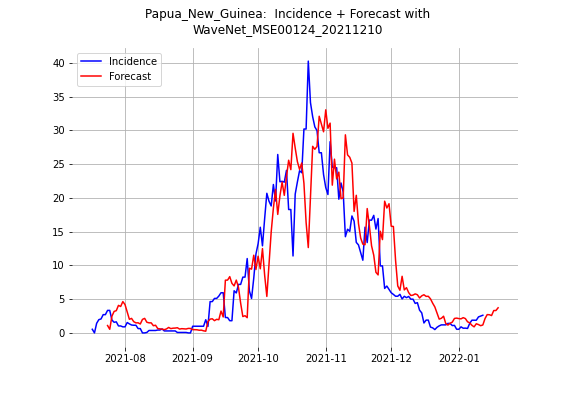 Papua_New_Guinea:  Incidence + Forecast with
WaveNet_MSE00124_20211210
Incidence
Forecast
40
35
30
25
20
15
10
5
0
2021-08 2021-09 2021-10 2021-11 2021-12 2022-01